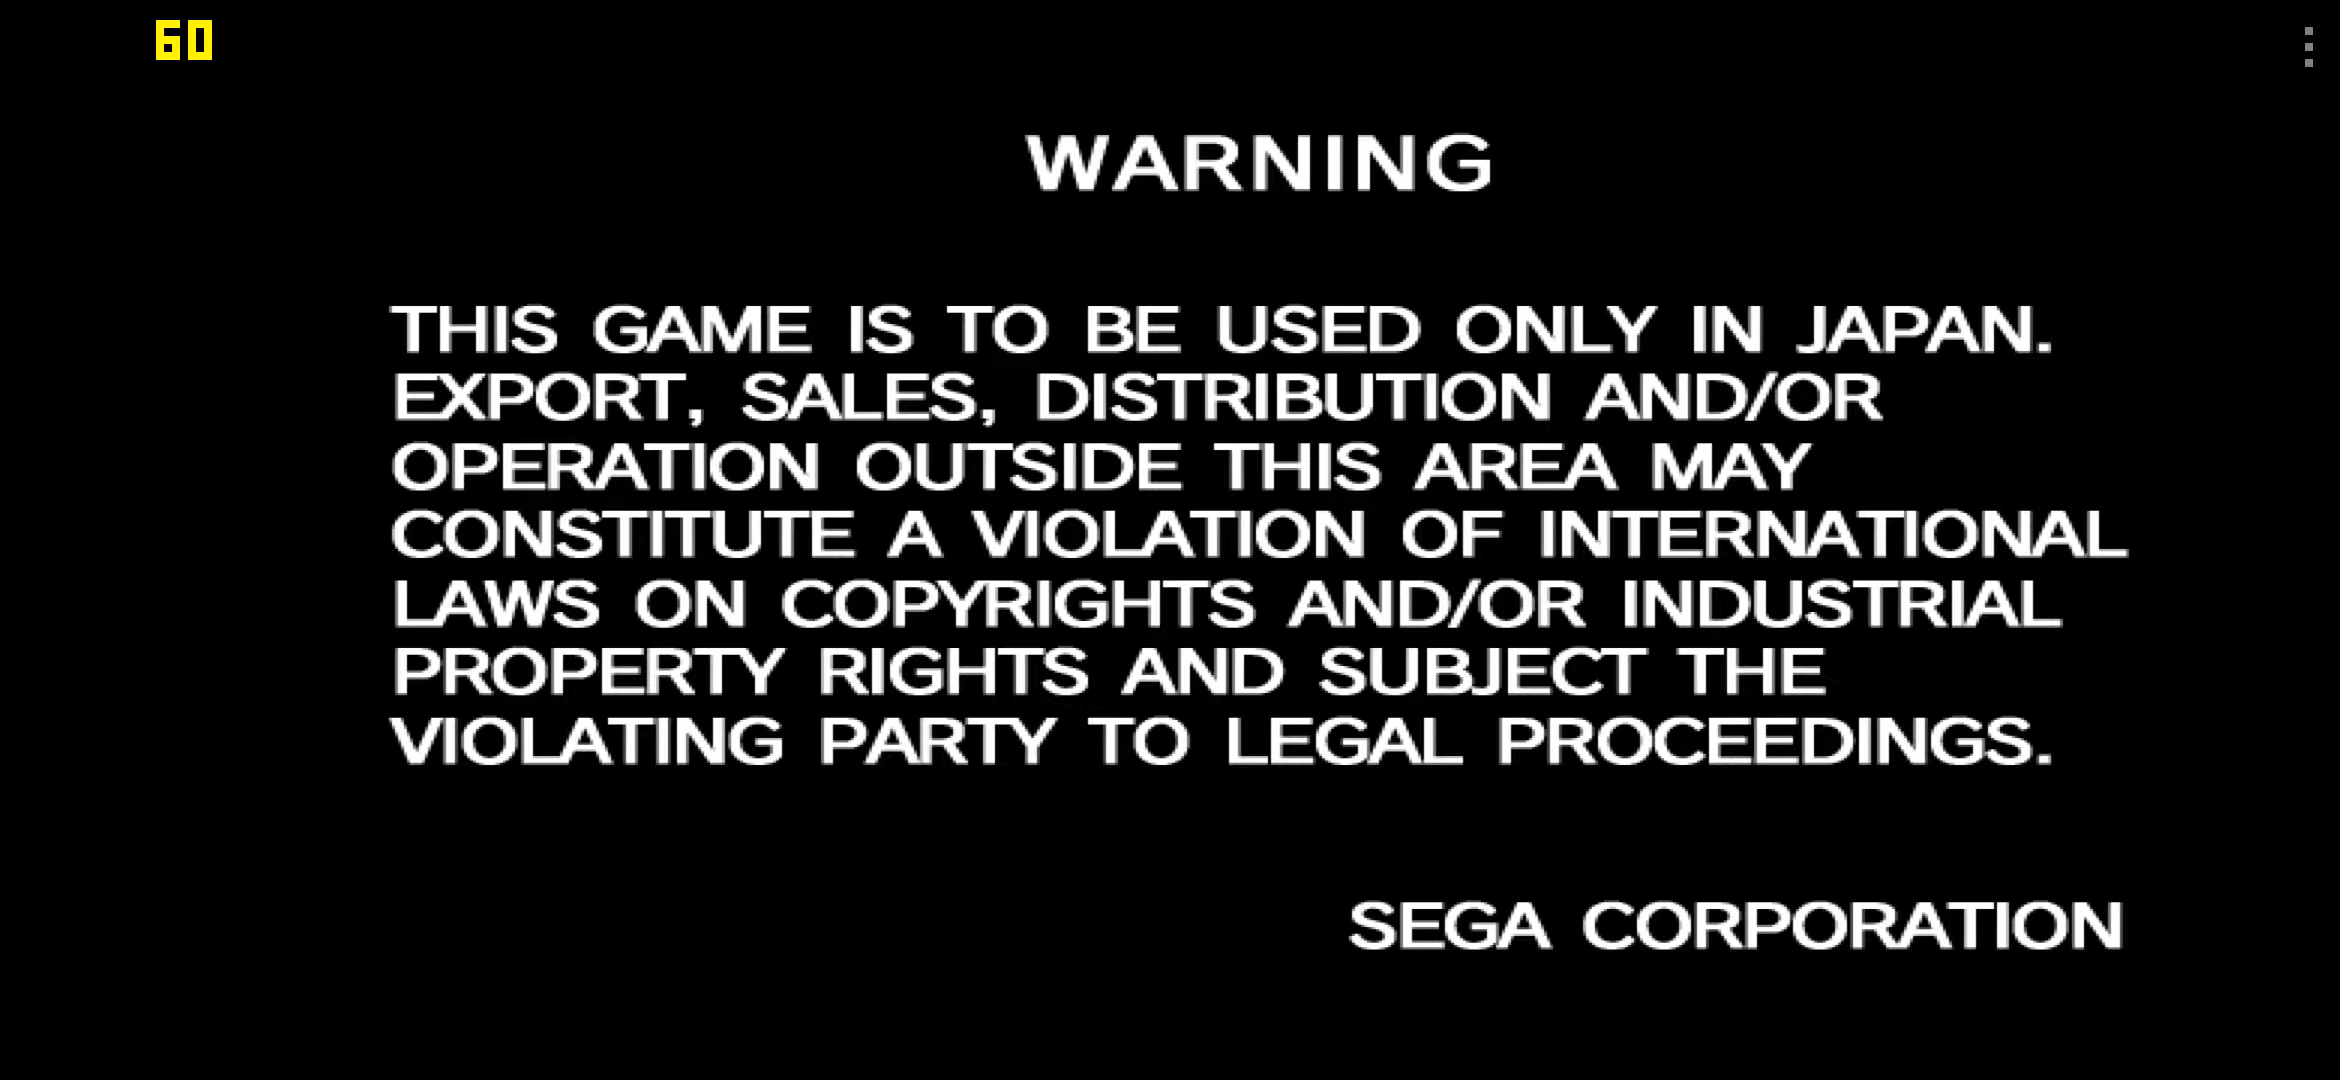 60
WARNING
THIS GAME IS TO BE USED ONLY IN JAPAN.
EXPORT, SALES, DISTRIBUTION AND/OR
OPERATION OUTSIDE THIS AREA MAY
CONSTITUTE A VIOLATION OF INTERNATIONAL
LAWS ON COPYRIGHTS AND/OR INDUSTRIAL
PROPERTY RIGHTS AND SUBJECT THE
VIOLATING PARTY TO LEGAL PROCEEDINGS.
SEGA CORPORATION